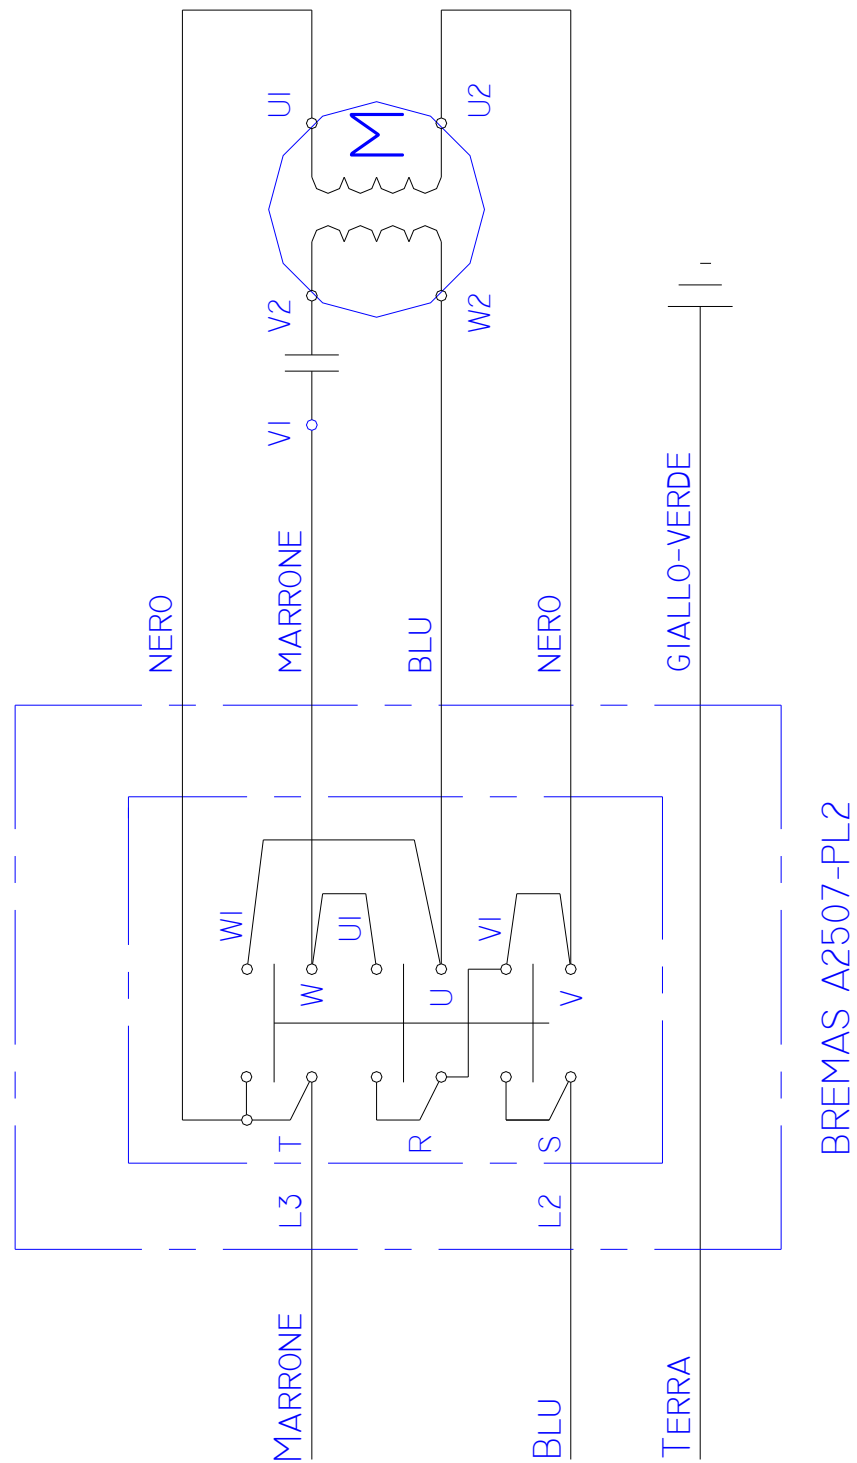 U1
M
U2
V2
W2
V1
NERO
MARRONE
BLU
NERO
GIALLO-VERDE
W1
U1
V1
W
U
V
T
R
S
L3
L2
MARRONE
BLU
TERRA
BREMAS A2507-PL2